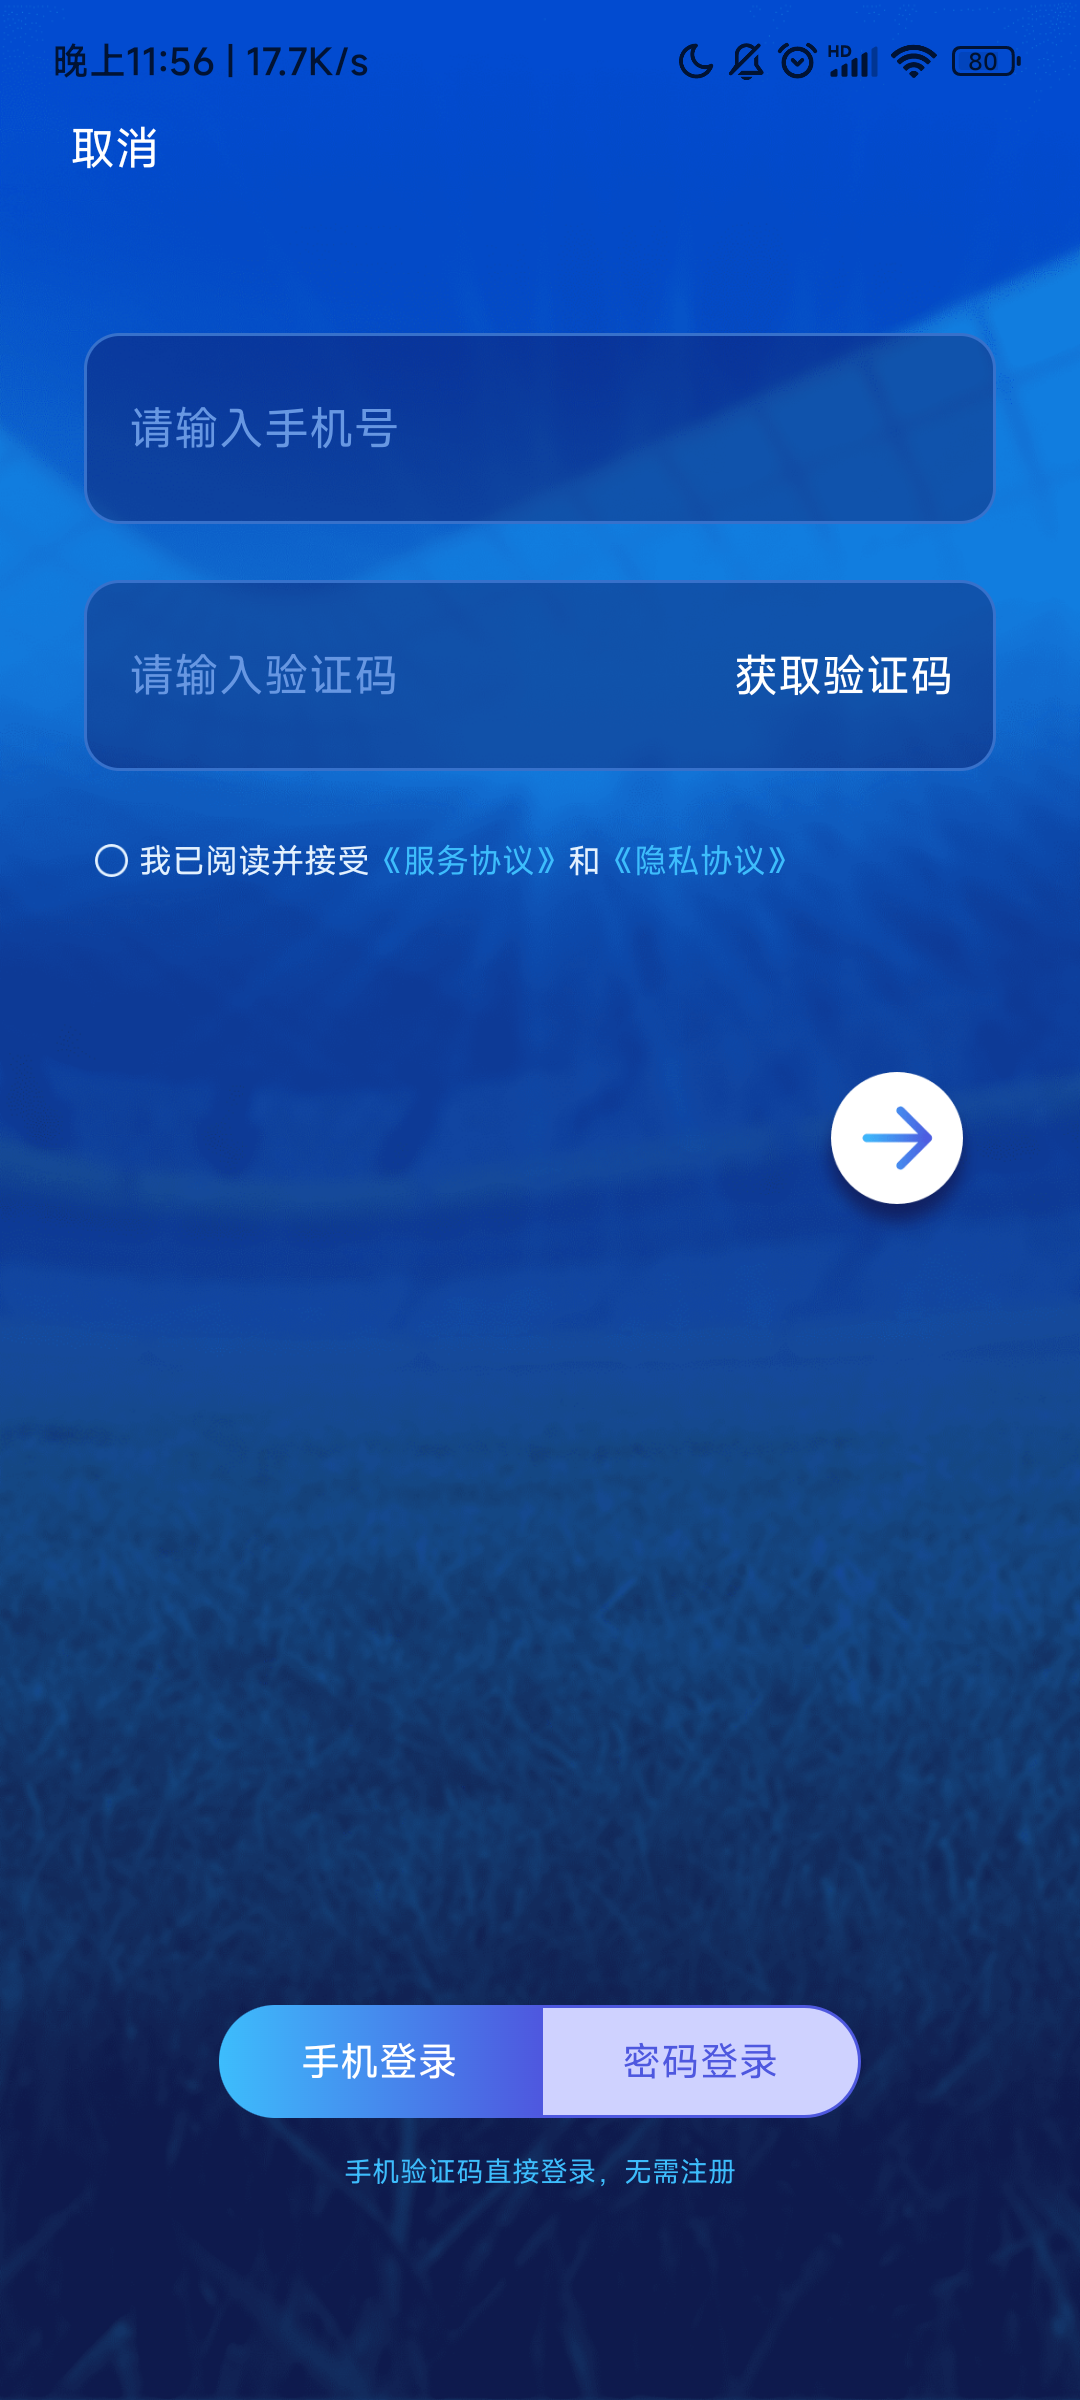 晚上11:56 | 17.7K/s HD 80
取消
请输入手机号
请输入验证码 获取验证码
我已阅读并接受《服务协议》和《隐私协议》
手机登录 密码登录
手机验证码直接登录，无需注册